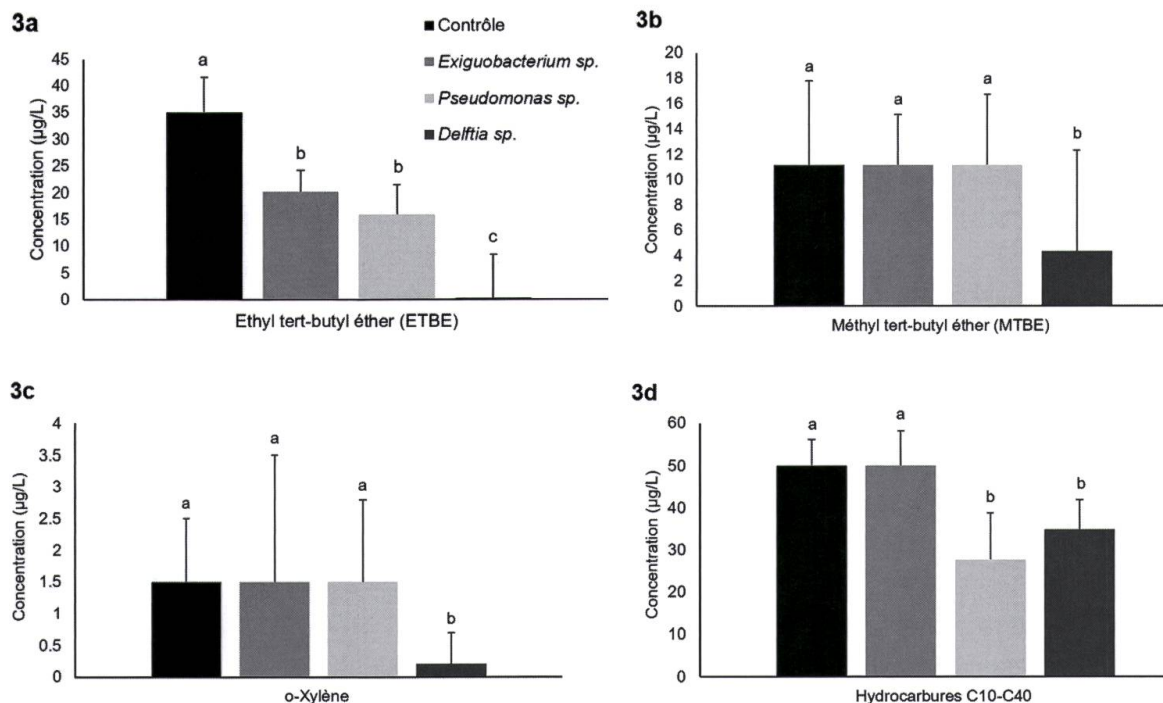 3a
Contrôle
Exiguobacterium sp.
Pseudomonas sp.
Delftia sp.
Concentration (µg/L)
45
40
35
30
25
20
15
10
5
0
a
b
b
c
Ethyl tert-butyl éther (ETBE)
3b
Concentration (µg/L)
20
18
16
14
12
10
8
6
4
2
0
a
a
a
b
Méthyl tert-butyl éther (MTBE)
3c
Concentration (µg/L)
4
3.5
3
2.5
2
1.5
1
0.5
0
a
a
a
b
o-Xylène
3d
Concentration (µg/L)
60
50
40
30
20
10
0
a
a
b
b
Hydrocarbures C10-C40